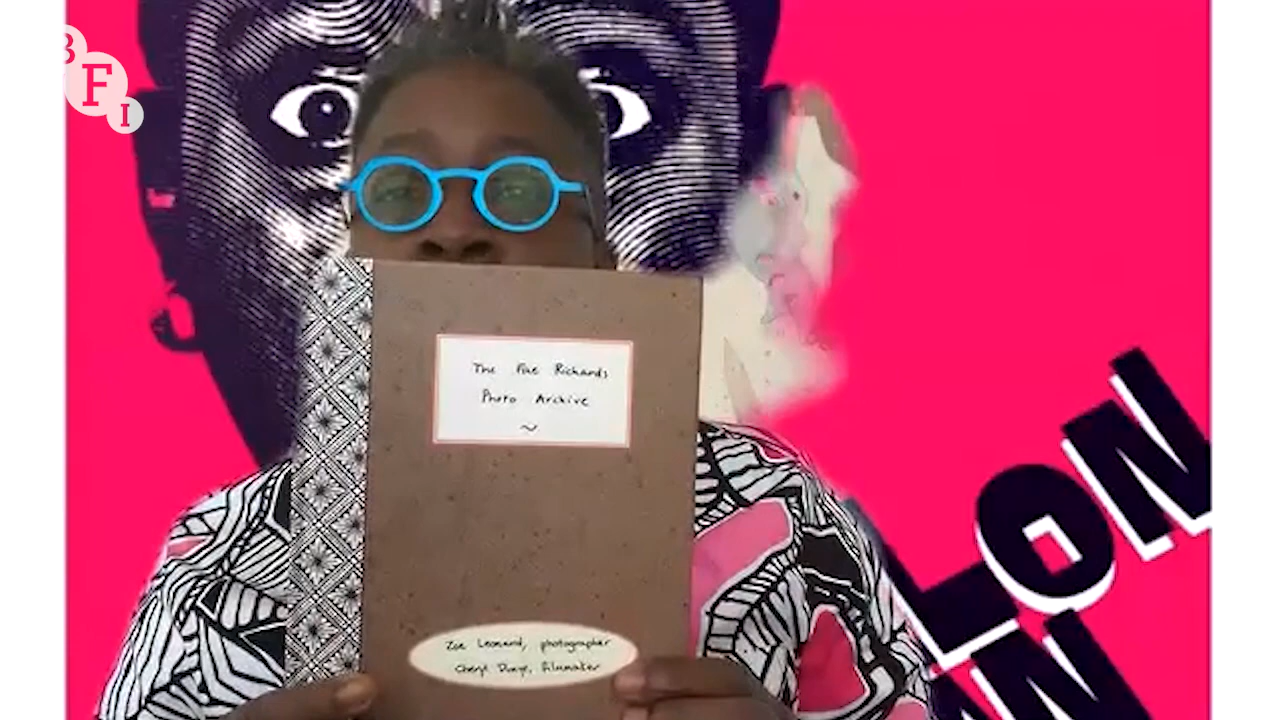 BFI
The Fae Richards
Photo Archive
~
Zoe Leonard, photographer
Cheryl Dunye, filmmaker
LON